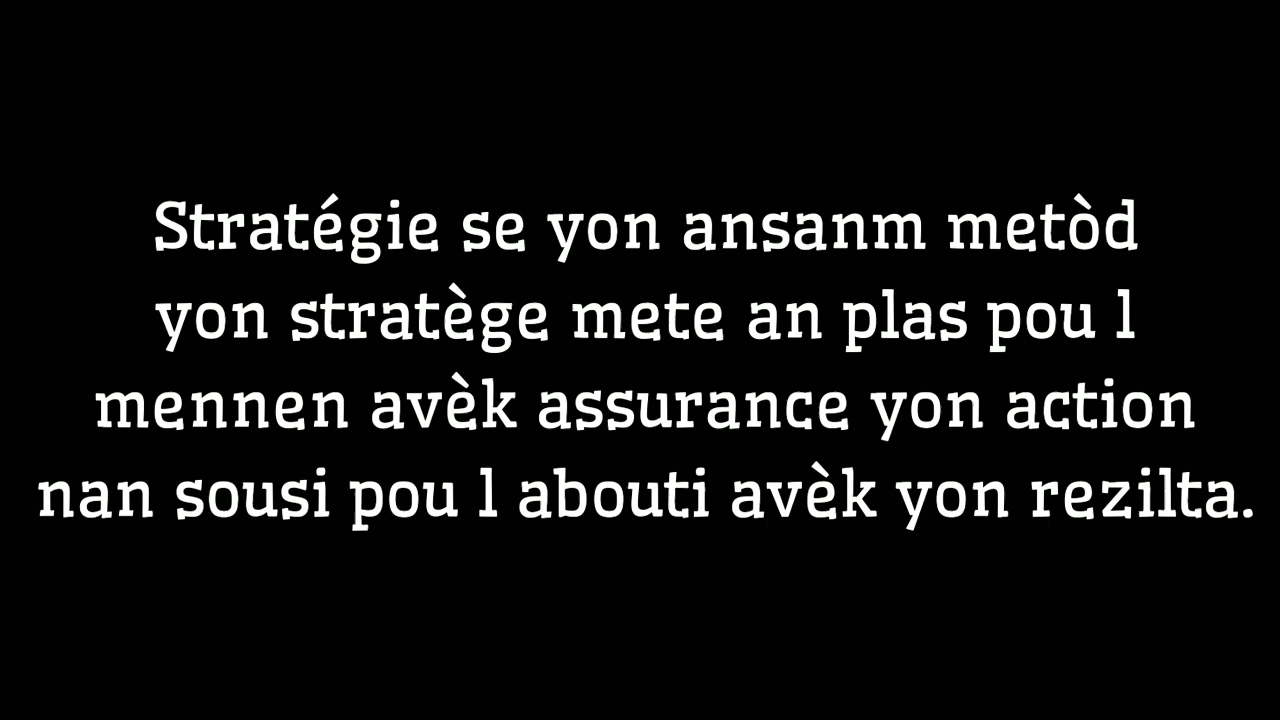 Stratégie se yon ansanm metòd
yon stratège mete an plas pou l
mennen avèk assurance yon action
nan sousi pou l abouti avèk yon rezilta.